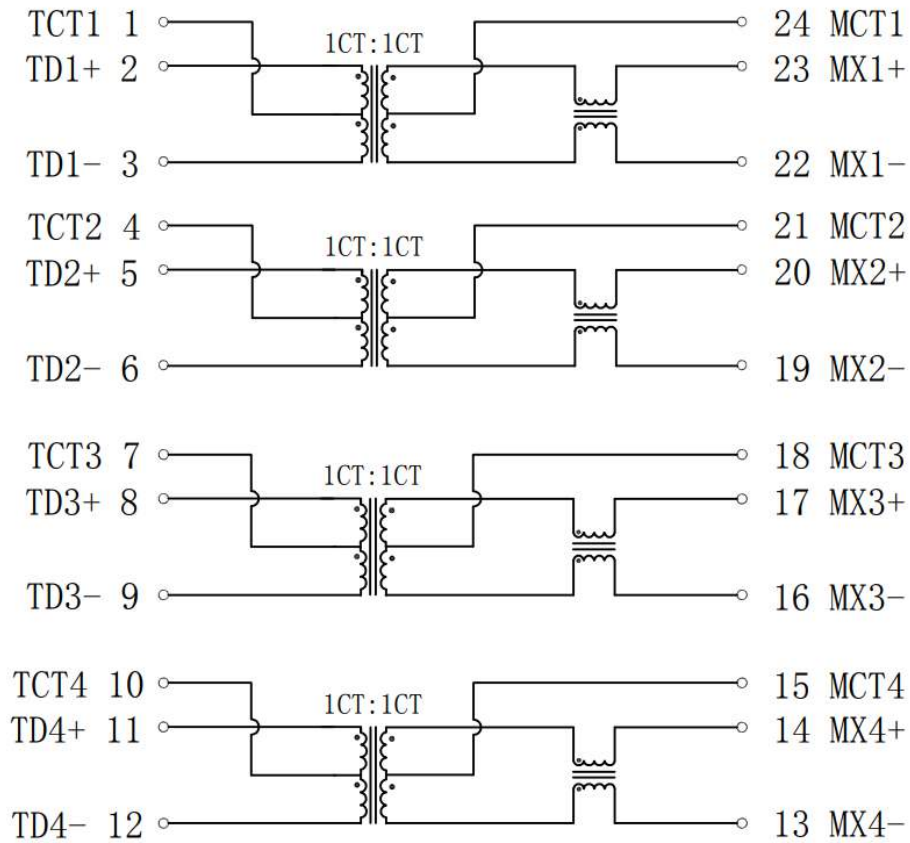 TCT1 1
24 MCT1
1CT:1CT
TD1+ 2
23 MX1+
TD1- 3
22 MX1-
TCT2 4
21 MCT2
1CT:1CT
TD2+ 5
20 MX2+
TD2- 6
19 MX2-
TCT3 7
18 MCT3
1CT:1CT
TD3+ 8
17 MX3+
TD3- 9
16 MX3-
TCT4 10
15 MCT4
1CT:1CT
TD4+ 11
14 MX4+
TD4- 12
13 MX4-